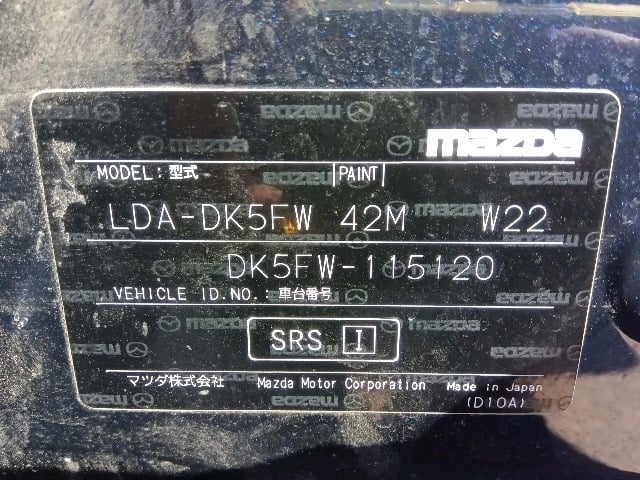 mazda
MODEL:型式 PAINT
LDA-DK5FW 42M W22
DK5FW-115120
VEHICLE ID.NO.:車台番号
SRS I
マツダ株式会社 Mazda Motor Corporation Made in Japan
(D10A)